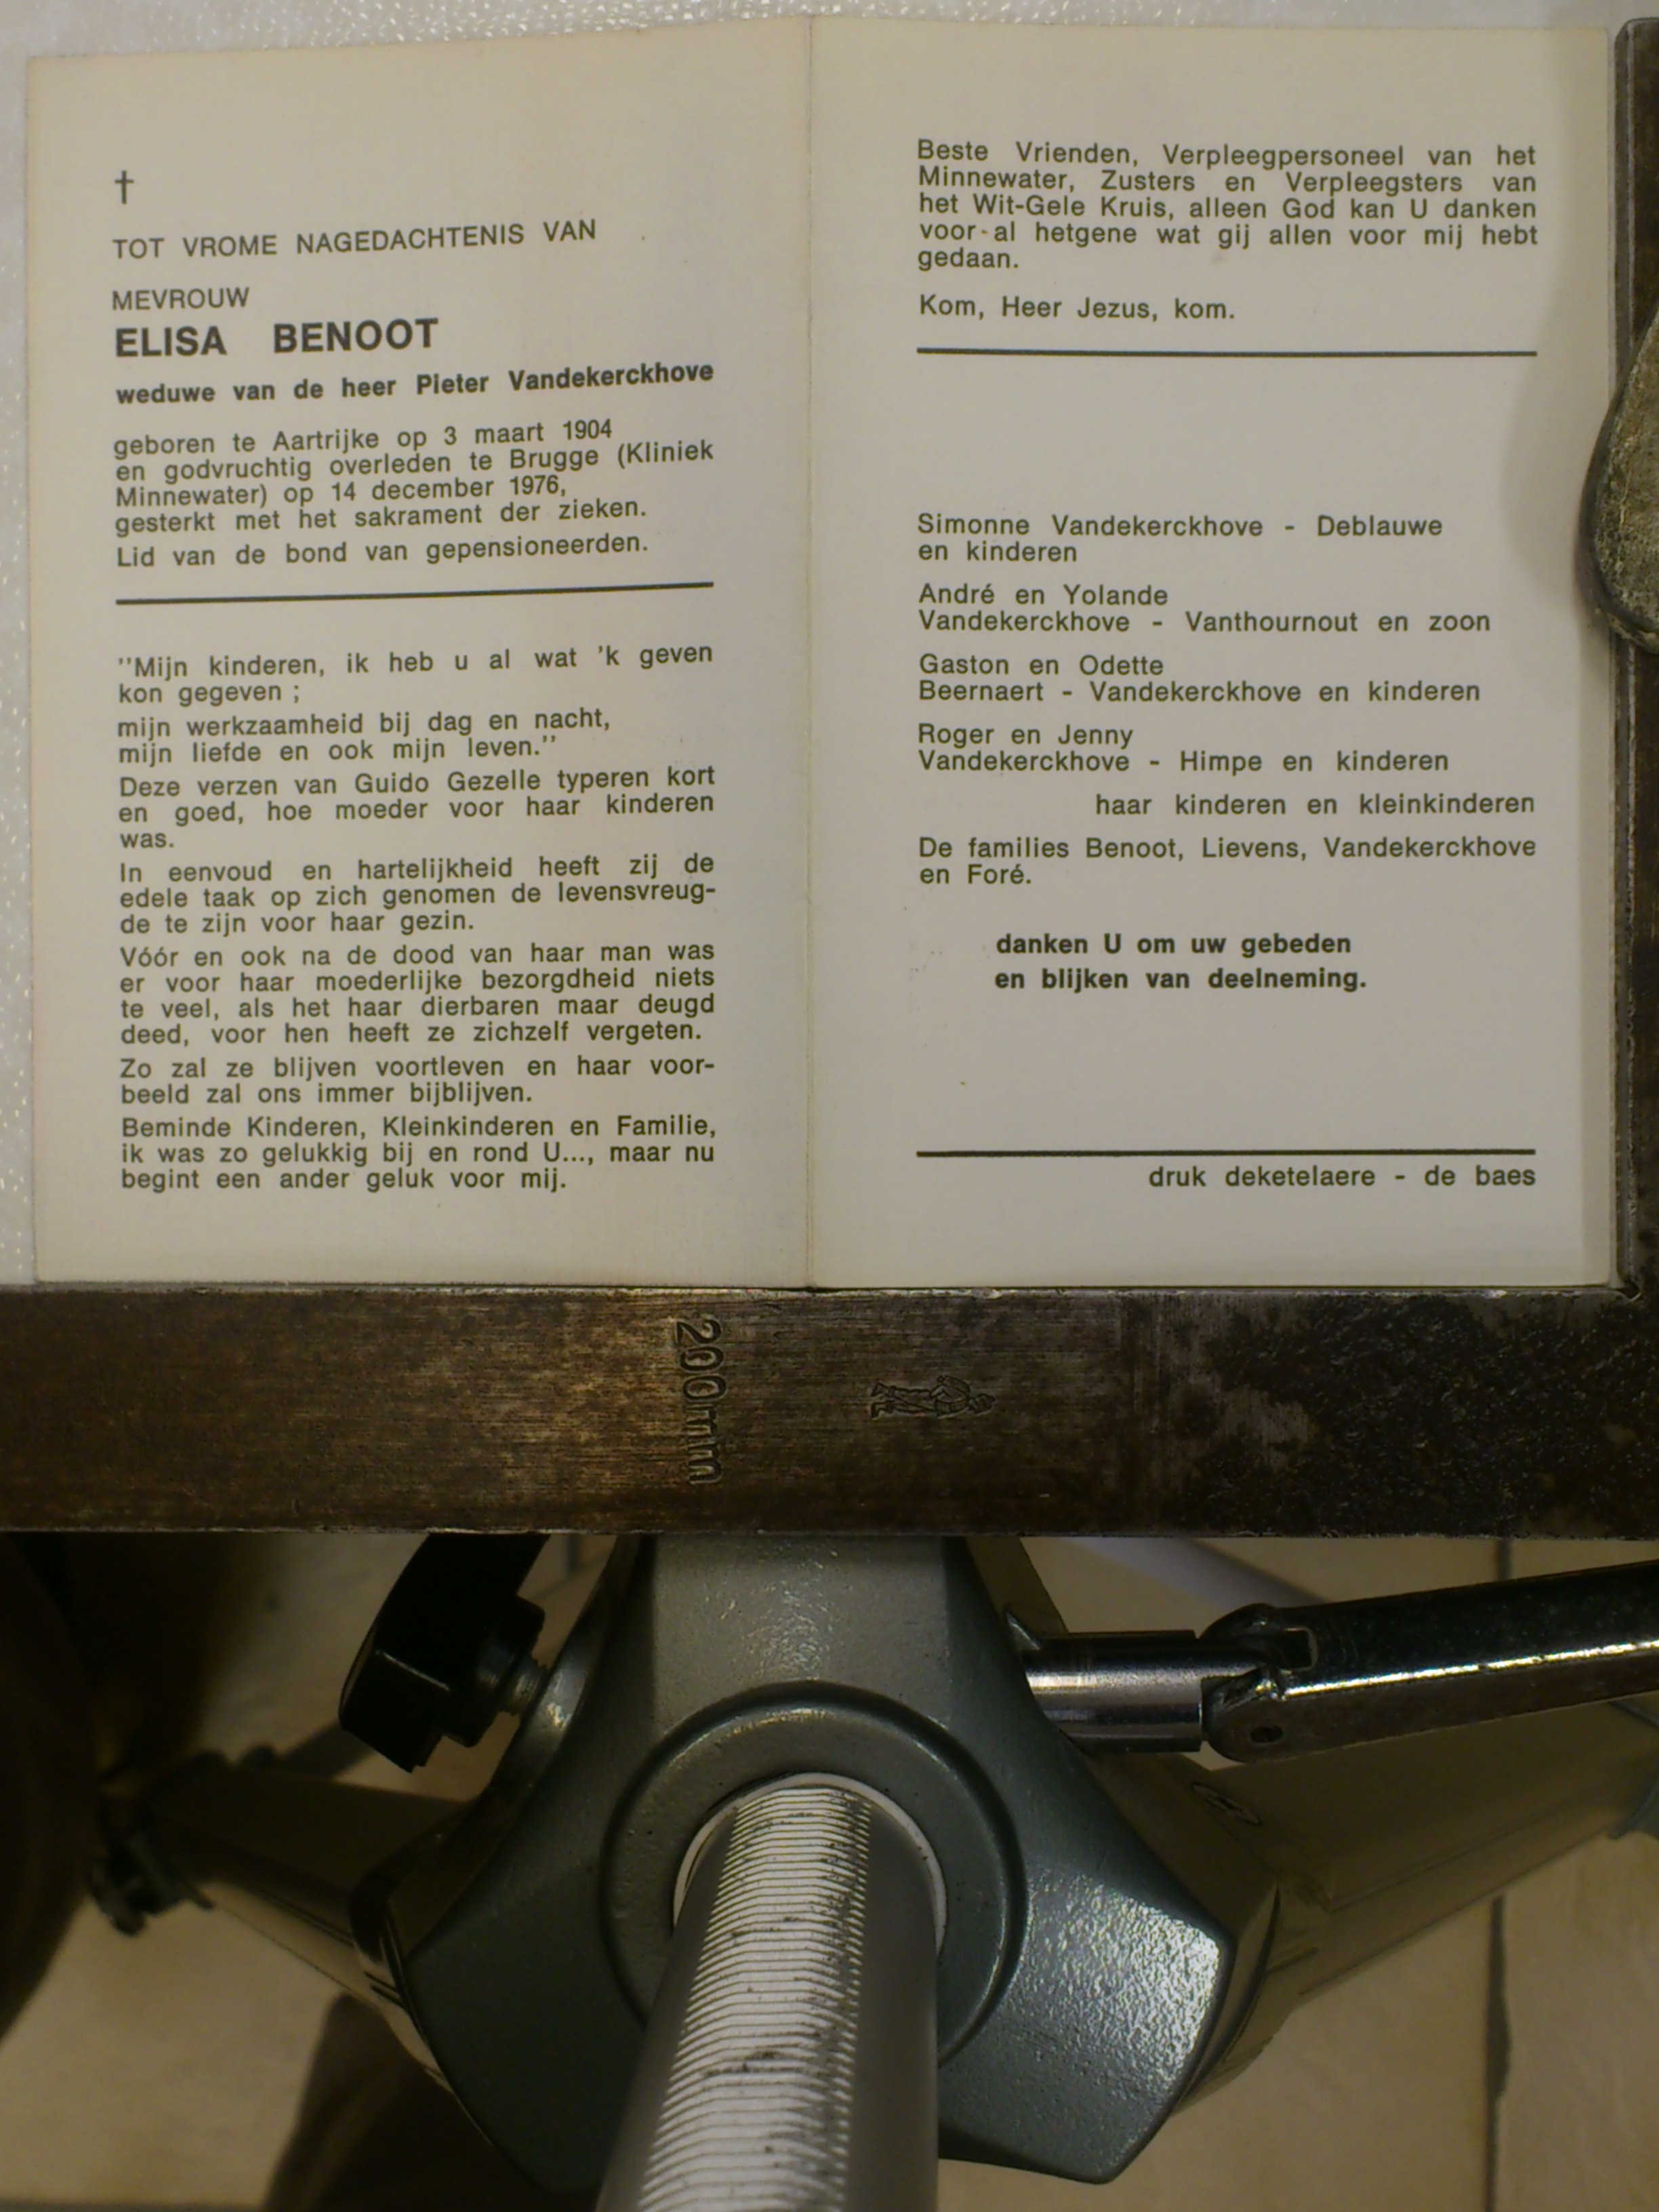 †
TOT VROME NAGEDACHTENIS VAN
MEVROUW
ELISA BENOOT
weduwe van de heer Pieter Vandekerckhove
geboren te Aartrijke op 3 maart 1904
en godvruchtig overleden te Brugge (Kliniek
Minnewater) op 14 december 1976,
gesterkt met het sakrament der zieken.
Lid van de bond van gepensioneerden.
''Mijn kinderen, ik heb u al wat 'k geven
kon gegeven ;
mijn werkzaamheid bij dag en nacht,
mijn liefde en ook mijn leven.''
Deze verzen van Guido Gezelle typeren kort
en goed, hoe moeder voor haar kinderen
was.
In eenvoud en hartelijkheid heeft zij de
edele taak op zich genomen de levensvreug-
de te zijn voor haar gezin.
Vóór en ook na de dood van haar man was
er voor haar moederlijke bezorgdheid niets
te veel, als het haar dierbaren maar deugd
deed, voor hen heeft ze zichzelf vergeten.
Zo zal ze blijven voortleven en haar voor-
beeld zal ons immer bijblijven.
Beminde Kinderen, Kleinkinderen en Familie,
ik was zo gelukkig bij en rond U..., maar nu
begint een ander geluk voor mij.
Beste Vrienden, Verpleegpersoneel van het
Minnewater, Zusters en Verpleegsters van
het Wit-Gele Kruis, alleen God kan U danken
voor-al hetgene wat gij allen voor mij hebt
gedaan.
Kom, Heer Jezus, kom.
Simonne Vandekerckhove - Deblauwe
en kinderen
André en Yolande
Vandekerckhove - Vanthournout en zoon
Gaston en Odette
Beernaert - Vandekerckhove en kinderen
Roger en Jenny
Vandekerckhove - Himpe en kinderen
haar kinderen en kleinkinderen
De families Benoot, Lievens, Vandekerckhove
en Foré.
danken U om uw gebeden
en blijken van deelneming.
druk deketelaere - de baes
200mm